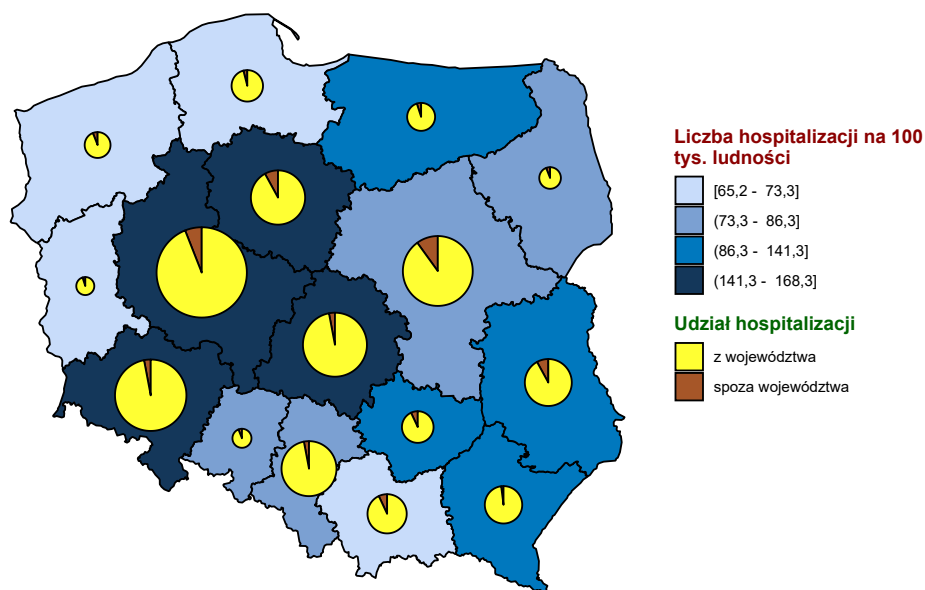 Liczba hospitalizacji na 100
tys. ludności
[65,2 - 73,3]
(73,3 - 86,3]
(86,3 - 141,3]
(141,3 - 168,3]
Udział hospitalizacji
z województwa
spoza województwa